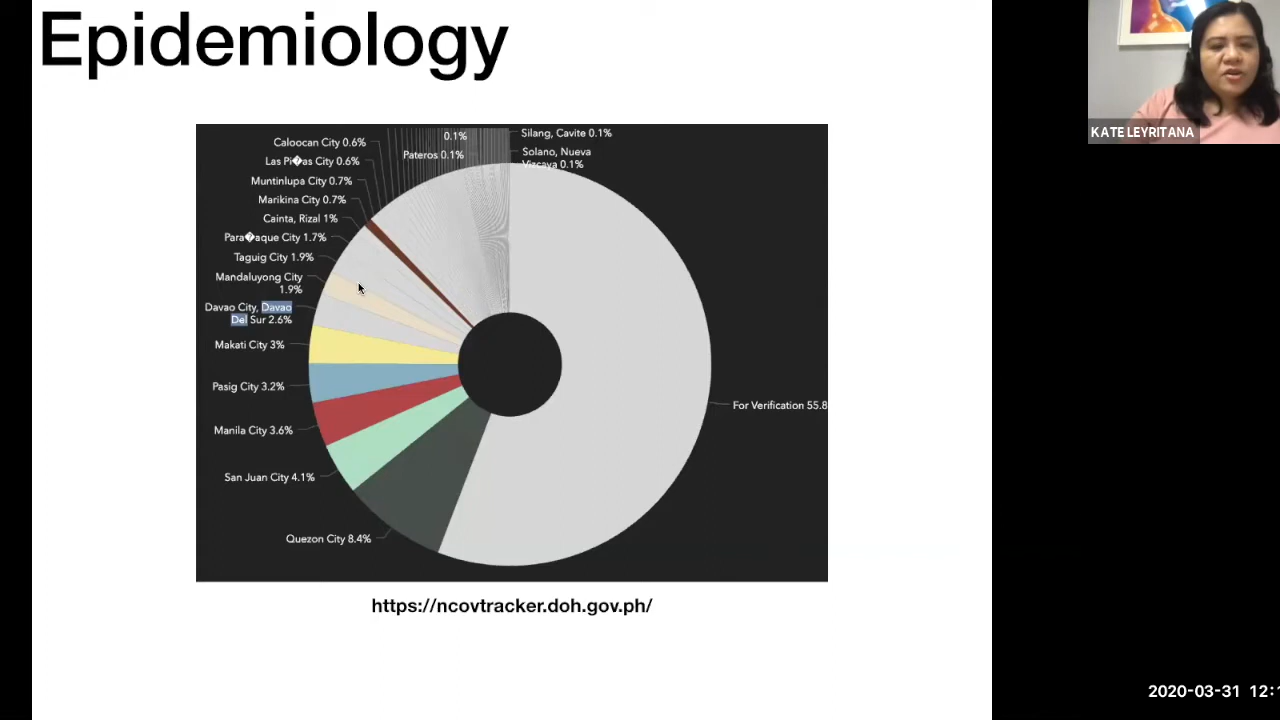 Epidemiology
KATE LEYRITANA
0.1%
Silang, Cavite 0.1%
Caloocan City 0.6%
Pateros 0.1%
Solano, Nueva
Vizcaya 0.1%
Las Pi�as City 0.6%
Muntinlupa City 0.7%
Marikina City 0.7%
Cainta, Rizal 1%
Para�aque City 1.7%
Taguig City 1.9%
Mandaluyong City
1.9%
Davao City, Davao
Del Sur 2.6%
Makati City 3%
Pasig City 3.2%
For Verification 55.8
Manila City 3.6%
San Juan City 4.1%
Quezon City 8.4%
https://ncovtracker.doh.gov.ph/
2020-03-31 12: